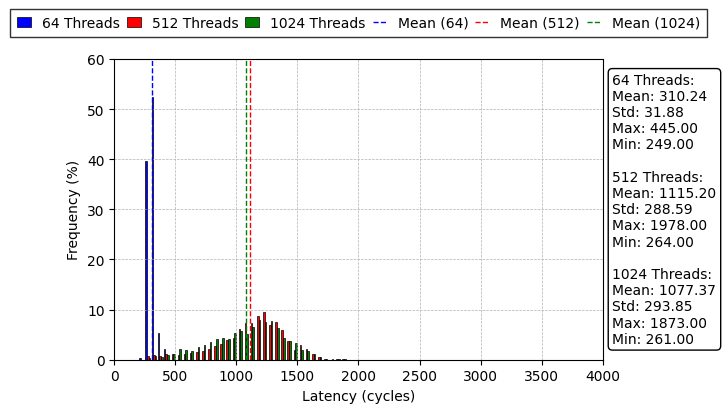 64 Threads 512 Threads 1024 Threads Mean (64) Mean (512) Mean (1024)
60
50
40
30
20
10
0
Frequency (%)
0 500 1000 1500 2000 2500 3000 3500 4000
Latency (cycles)
64 Threads:
Mean: 310.24
Std: 31.88
Max: 445.00
Min: 249.00
512 Threads:
Mean: 1115.20
Std: 288.59
Max: 1978.00
Min: 264.00
1024 Threads:
Mean: 1077.37
Std: 293.85
Max: 1873.00
Min: 261.00